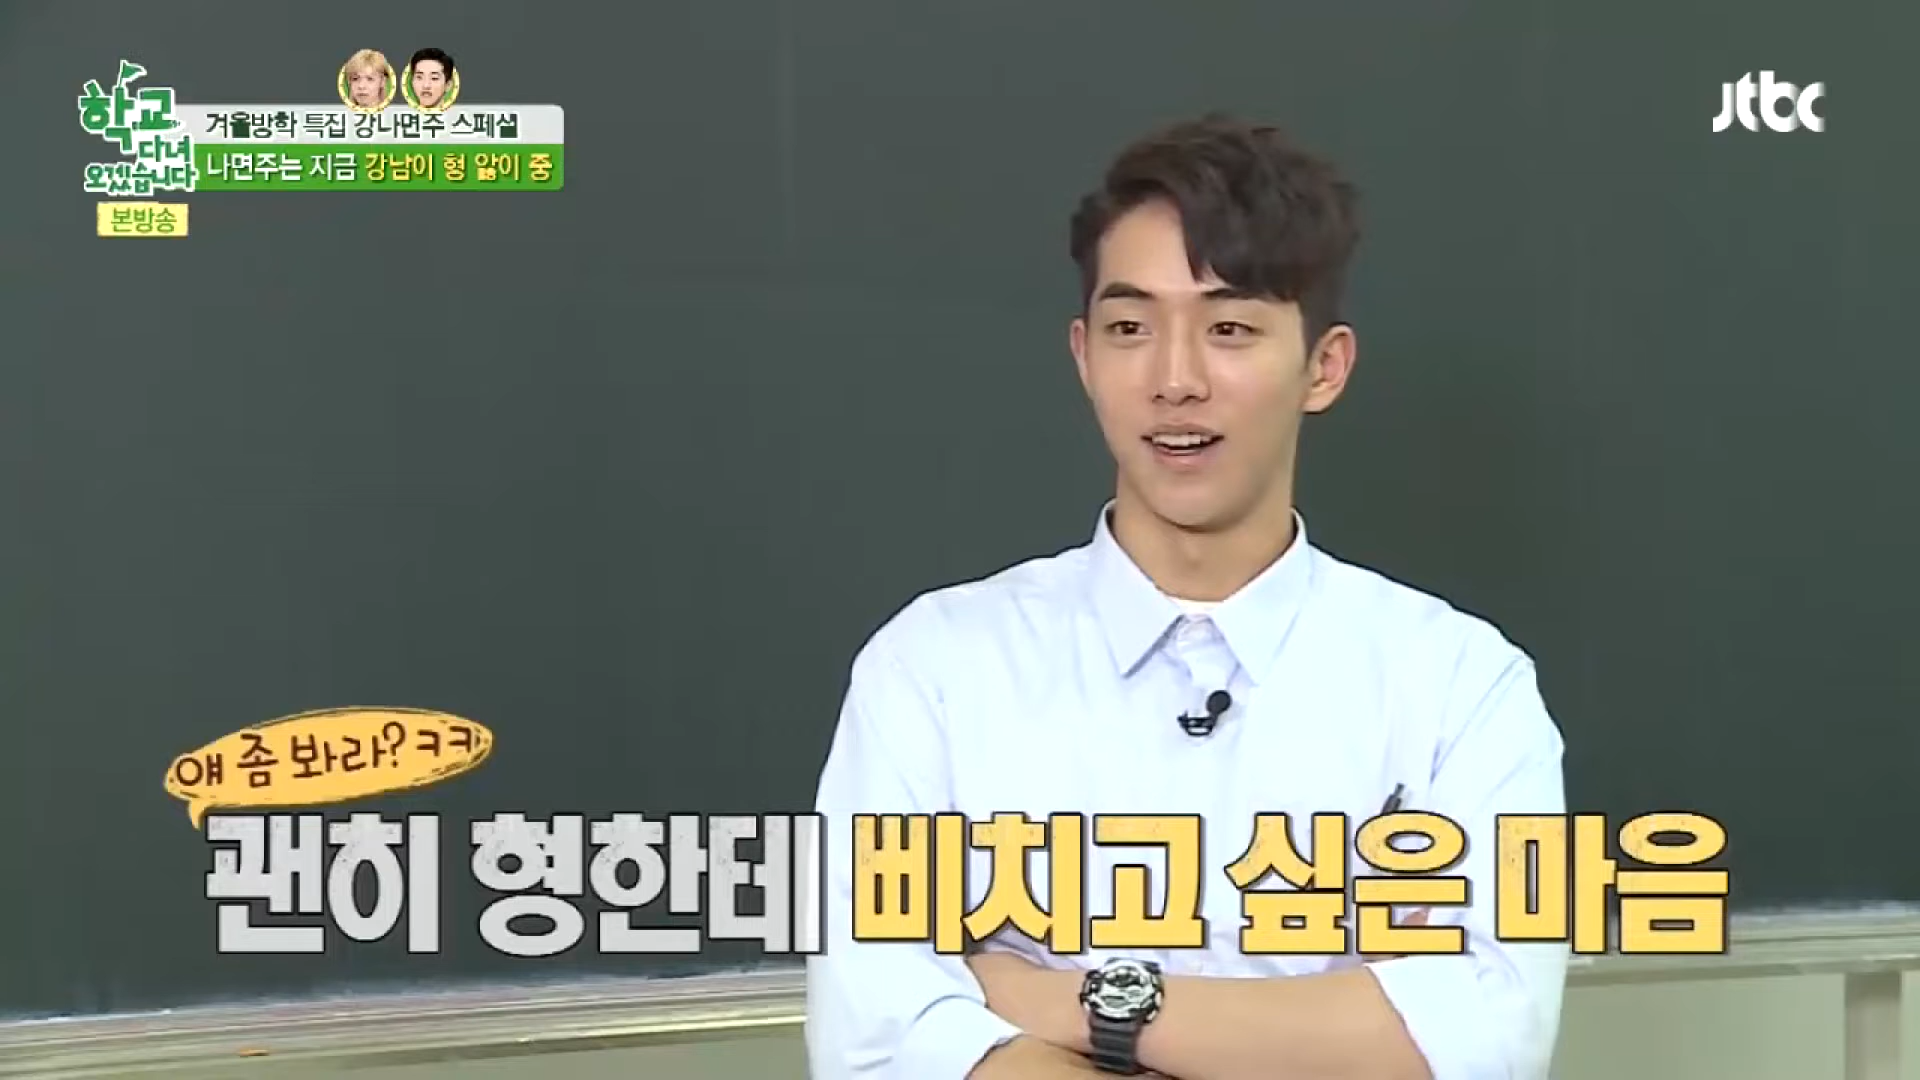 학교
다녀
오겠습니다
본방송
겨울방학 특집 강나면주 스페셜
나면주는 지금 강남이 형 앓이 중
jtbc
얘 좀 봐라?ㅋㅋ
괜히 형한테 삐치고 싶은 마음